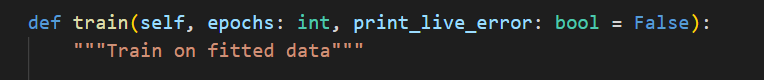 def train(self, epochs: int, print_live_error: bool = False):
"""Train on fitted data"""